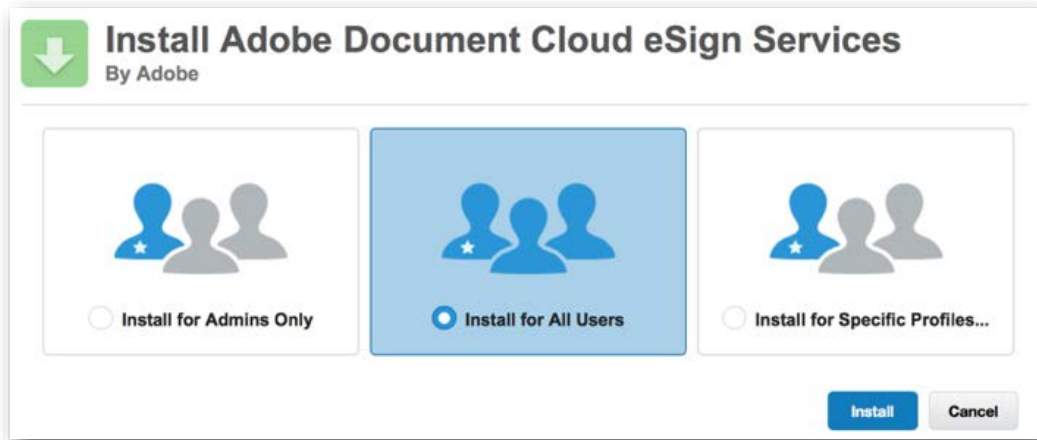 Install Adobe Document Cloud eSign Services
By Adobe
Install for Admins Only
Install for All Users
Install for Specific Profiles...
Install
Cancel